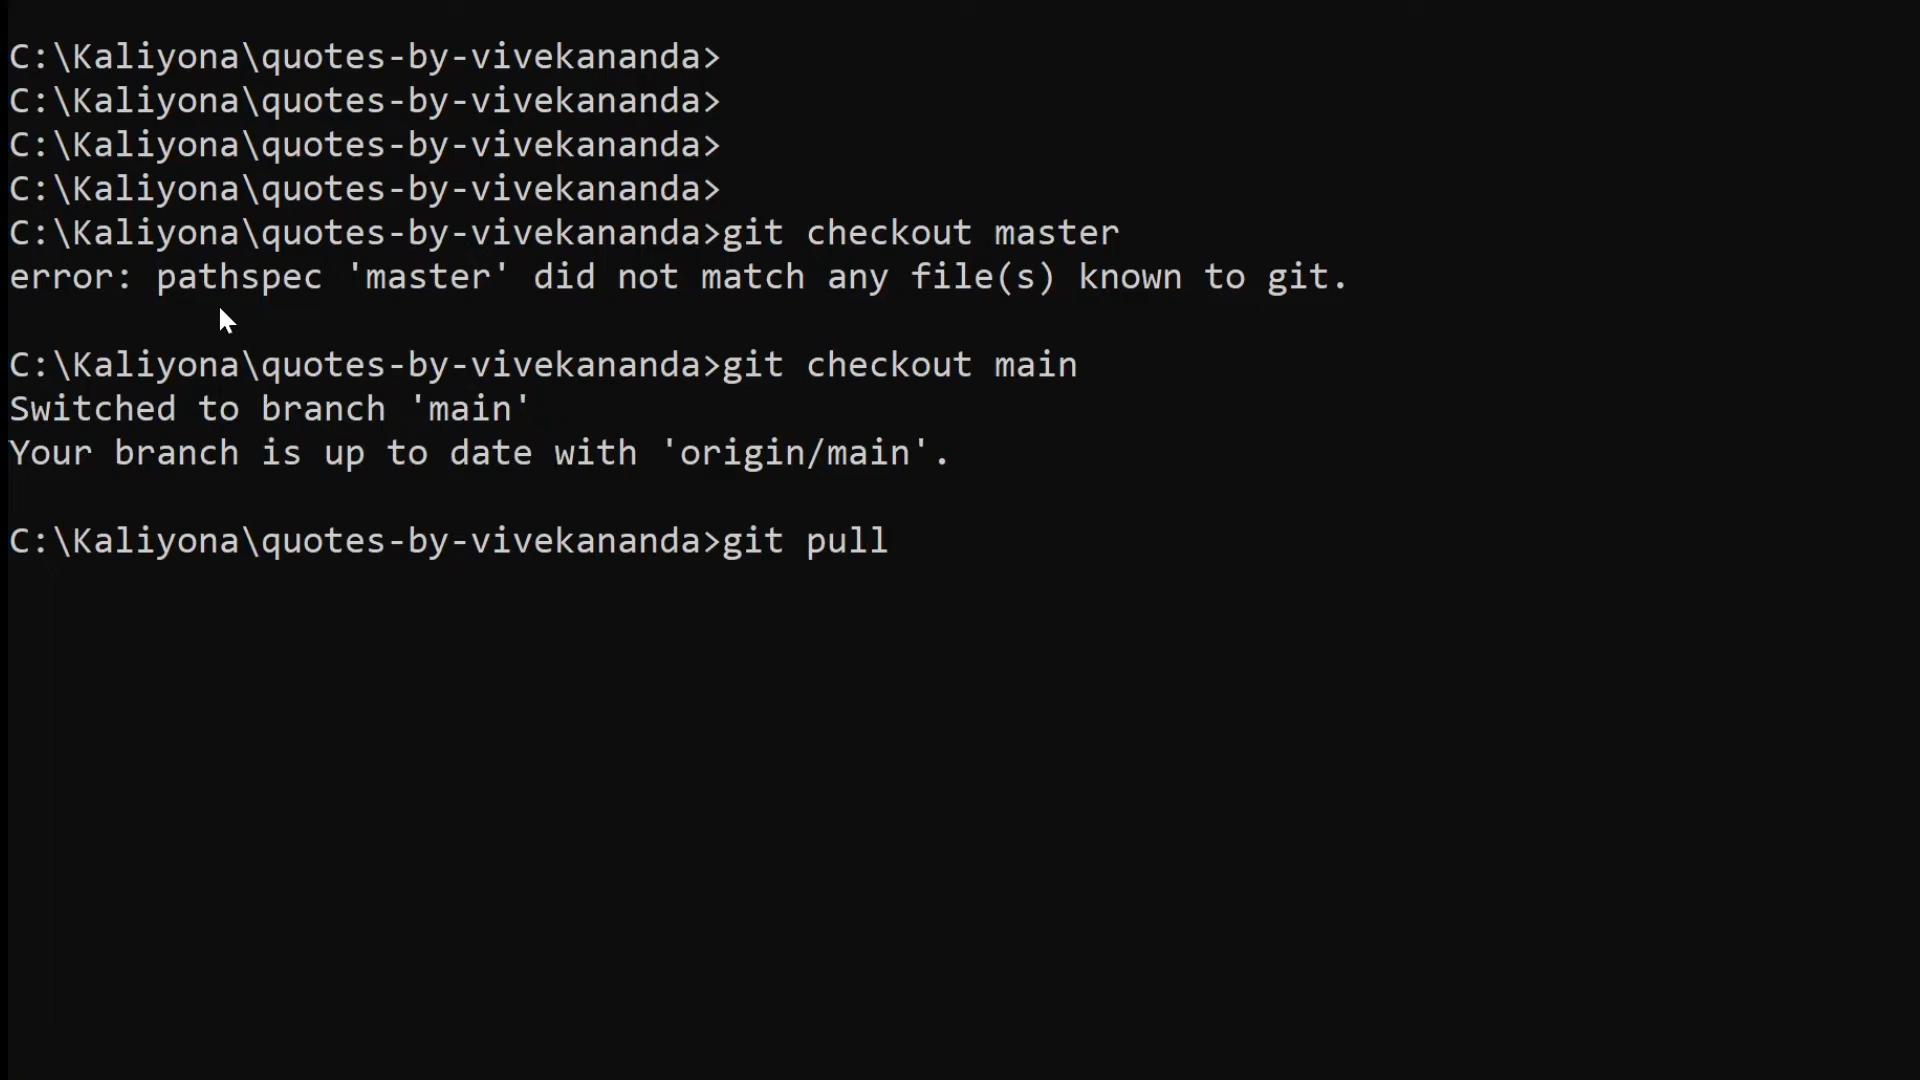 C:\Kaliyona\quotes-by-vivekananda>
C:\Kaliyona\quotes-by-vivekananda>
C:\Kaliyona\quotes-by-vivekananda>
C:\Kaliyona\quotes-by-vivekananda>
C:\Kaliyona\quotes-by-vivekananda>git checkout master
error: pathspec 'master' did not match any file(s) known to git.
C:\Kaliyona\quotes-by-vivekananda>git checkout main
Switched to branch 'main'
Your branch is up to date with 'origin/main'.
C:\Kaliyona\quotes-by-vivekananda>git pull